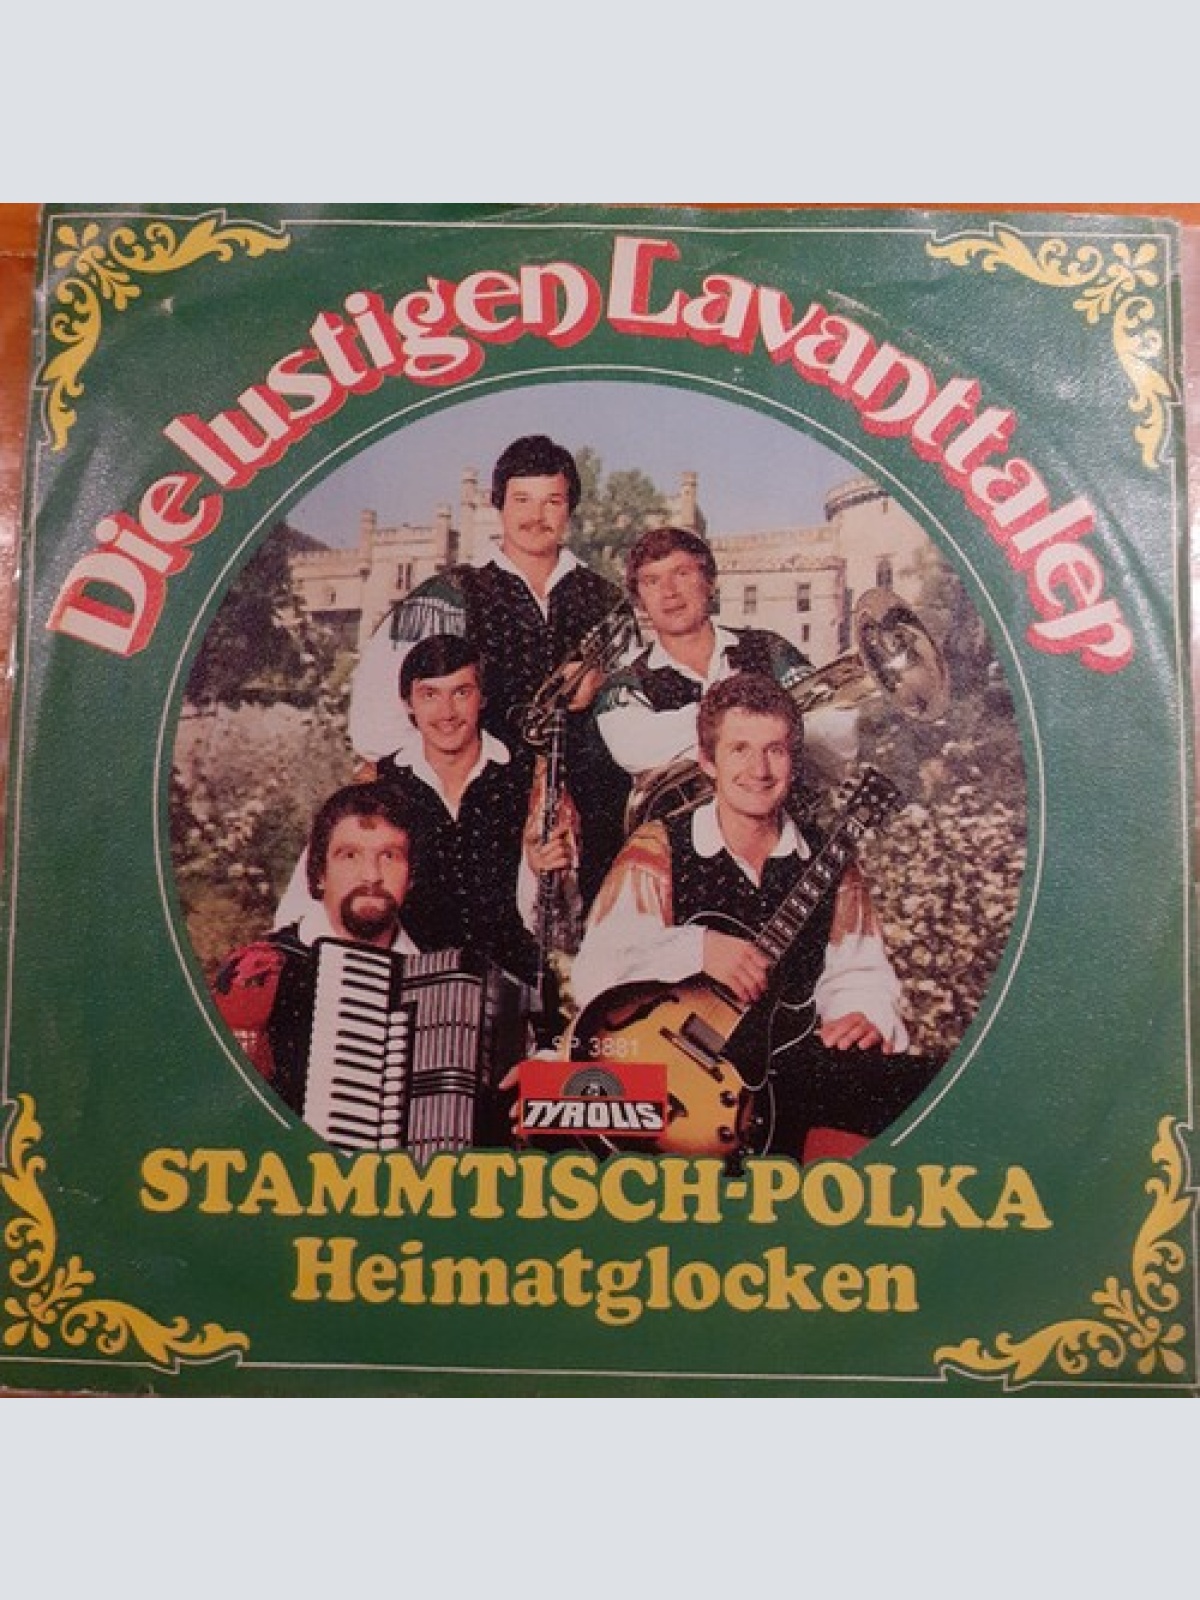 Die lustigen Lavanttaler
SP 3881
TYROLIS
STAMMTISCH-POLKA
Heimatglocken